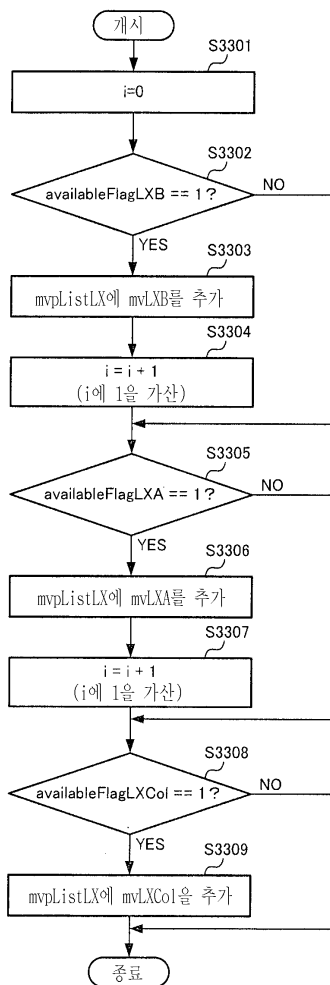 개시
S3301
i=0
S3302
availableFlagLXB == 1?
NO
YES
S3303
mvpListLX에 mvLXB를 추가
S3304
i = i + 1
(i에 1을 가산)
S3305
availableFlagLXA == 1?
NO
YES
S3306
mvpListLX에 mvLXA를 추가
S3307
i = i + 1
(i에 1을 가산)
S3308
availableFlagLXCol == 1?
NO
YES
S3309
mvpListLX에 mvLXCol을 추가
종료